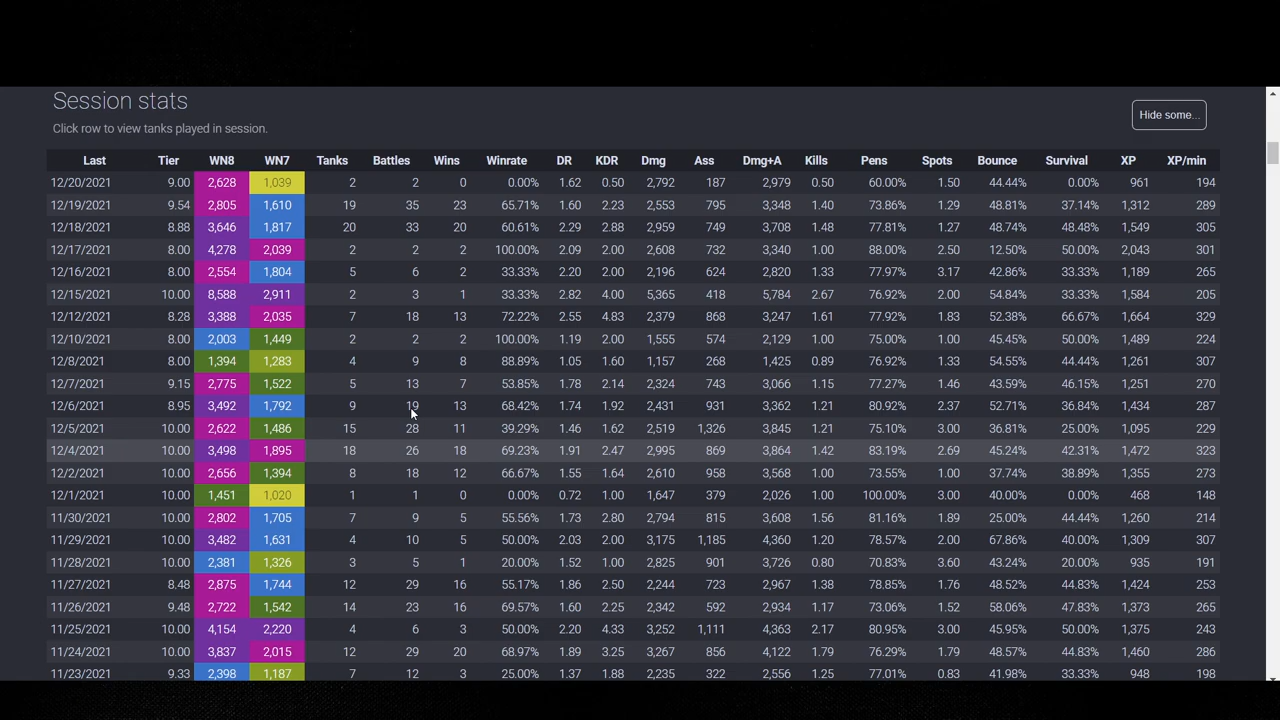 Session stats
Click row to view tanks played in session.
Hide some...
Last Tier WN8 WN7 Tanks Battles Wins Winrate DR KDR Dmg Ass Dmg+A Kills Pens Spots Bounce Survival XP XP/min
12/20/2021 9.00 2,628 1,039 2 2 0 0.00% 1.62 0.50 2,792 187 2,979 0.50 60.00% 1.50 44.44% 0.00% 961 194
12/19/2021 9.54 2,805 1,610 19 35 23 65.71% 1.60 2.23 2,553 795 3,348 1.40 73.86% 1.29 48.81% 37.14% 1,312 289
12/18/2021 8.88 3,646 1,817 20 33 20 60.61% 2.29 2.88 2,959 749 3,708 1.48 77.81% 1.27 48.74% 48.48% 1,549 305
12/17/2021 8.00 4,278 2,039 2 2 2 100.00% 2.09 2.00 2,608 732 3,340 1.00 88.00% 2.50 12.50% 50.00% 2,043 301
12/16/2021 8.00 2,554 1,804 5 6 2 33.33% 2.20 2.00 2,196 624 2,820 1.33 77.97% 3.17 42.86% 33.33% 1,189 265
12/15/2021 10.00 8,588 2,911 2 3 1 33.33% 2.82 4.00 5,365 418 5,784 2.67 76.92% 2.00 54.84% 33.33% 1,584 205
12/12/2021 8.28 3,388 2,035 7 18 13 72.22% 2.55 4.83 2,379 868 3,247 1.61 77.92% 1.83 52.38% 66.67% 1,664 329
12/10/2021 8.00 2,003 1,449 2 2 2 100.00% 1.19 2.00 1,555 574 2,129 1.00 75.00% 1.00 45.45% 50.00% 1,489 224
12/8/2021 8.00 1,394 1,283 4 9 8 88.89% 1.05 1.60 1,157 268 1,425 0.89 76.92% 1.33 54.55% 44.44% 1,261 307
12/7/2021 9.15 2,775 1,522 5 13 7 53.85% 1.78 2.14 2,324 743 3,066 1.15 77.27% 1.46 43.59% 46.15% 1,251 270
12/6/2021 8.95 3,492 1,792 9 19 13 68.42% 1.74 1.92 2,431 931 3,362 1.21 80.92% 2.37 52.71% 36.84% 1,434 287
12/5/2021 10.00 2,622 1,486 15 28 11 39.29% 1.46 1.62 2,519 1,326 3,845 1.21 75.10% 3.00 36.81% 25.00% 1,095 229
12/4/2021 10.00 3,498 1,895 18 26 18 69.23% 1.91 2.47 2,995 869 3,864 1.42 83.19% 2.69 45.24% 42.31% 1,472 323
12/2/2021 10.00 2,656 1,394 8 18 12 66.67% 1.55 1.64 2,610 958 3,568 1.00 73.55% 1.00 37.74% 38.89% 1,355 273
12/1/2021 10.00 1,451 1,020 1 1 0 0.00% 0.72 1.00 1,647 379 2,026 1.00 100.00% 3.00 40.00% 0.00% 468 148
11/30/2021 10.00 2,802 1,705 7 9 5 55.56% 1.73 2.80 2,794 815 3,608 1.56 81.16% 1.89 25.00% 44.44% 1,260 214
11/29/2021 10.00 3,482 1,631 4 10 5 50.00% 2.03 2.00 3,175 1,185 4,360 1.20 78.57% 2.00 67.86% 40.00% 1,309 307
11/28/2021 10.00 2,381 1,326 3 5 1 20.00% 1.52 1.00 2,825 901 3,726 0.80 70.83% 3.60 43.24% 20.00% 935 191
11/27/2021 8.48 2,875 1,744 12 29 16 55.17% 1.86 2.50 2,244 723 2,967 1.38 78.85% 1.76 48.52% 44.83% 1,424 253
11/26/2021 9.48 2,722 1,542 14 23 16 69.57% 1.60 2.25 2,342 592 2,934 1.17 73.06% 1.52 58.06% 47.83% 1,373 265
11/25/2021 10.00 4,154 2,220 4 6 3 50.00% 2.20 4.33 3,252 1,111 4,363 2.17 80.95% 3.00 45.95% 50.00% 1,375 243
11/24/2021 10.00 3,837 2,015 12 29 20 68.97% 1.89 3.25 3,267 856 4,122 1.79 76.29% 1.79 48.57% 44.83% 1,460 286
11/23/2021 9.33 2,398 1,187 7 12 3 25.00% 1.37 1.88 2,235 322 2,556 1.25 77.01% 0.83 41.98% 33.33% 948 198